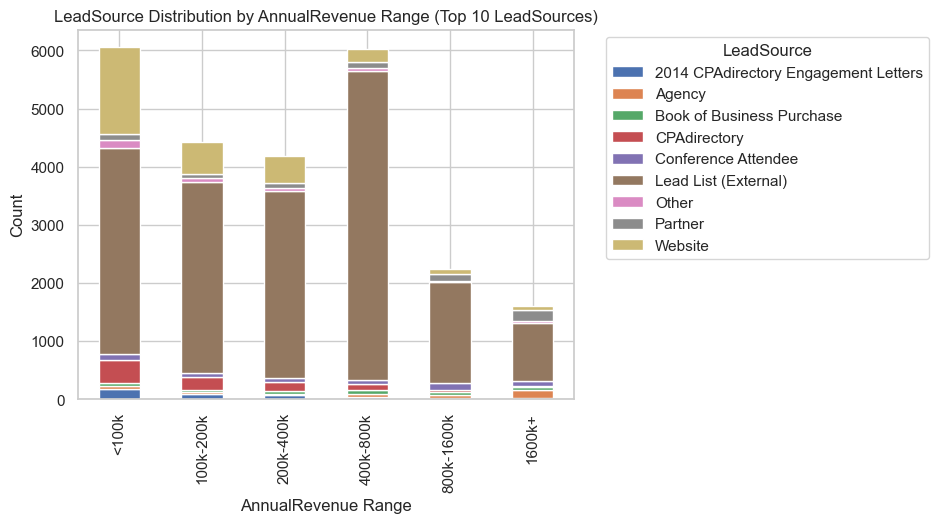 LeadSource Distribution by AnnualRevenue Range (Top 10 LeadSources)
6000
5000
4000
3000
2000
1000
0
Count
<100k
100k-200k
200k-400k
400k-800k
800k-1600k
1600k+
AnnualRevenue Range
LeadSource
2014 CPAdirectory Engagement Letters
Agency
Book of Business Purchase
CPAdirectory
Conference Attendee
Lead List (External)
Other
Partner
Website